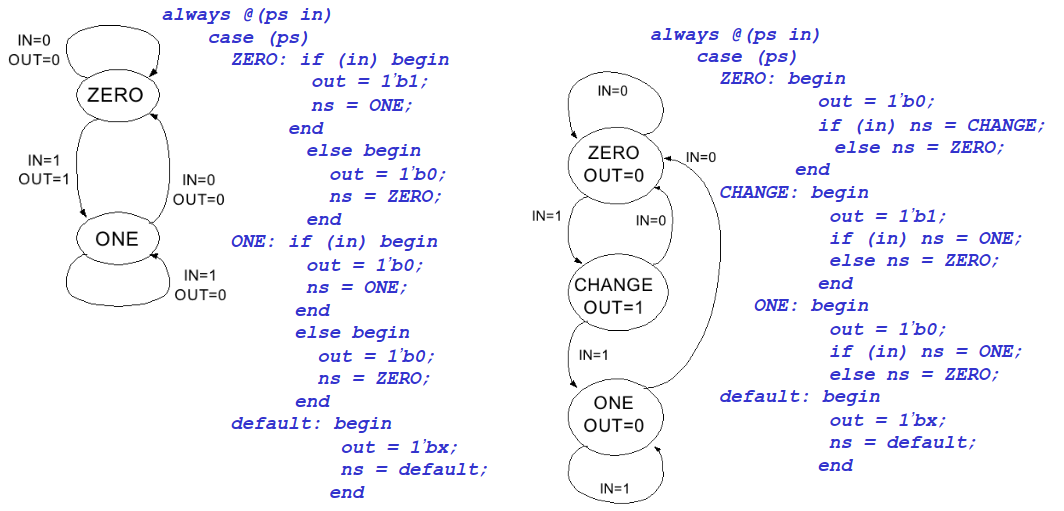 IN=0
OUT=0
ZERO
IN=1
OUT=1
IN=0
OUT=0
ONE
IN=1
OUT=0
always @(ps in)
case (ps)
ZERO: if (in) begin
out = 1'b1;
ns = ONE;
end
else begin
out = 1'b0;
ns = ZERO;
end
ONE: if (in) begin
out = 1'b0;
ns = ONE;
end
else begin
out = 1'b0;
ns = ZERO;
end
default: begin
out = 1'bx;
ns = default;
end
IN=0
ZERO
OUT=0
IN=0
IN=1
IN=0
CHANGE
OUT=1
IN=1
ONE
OUT=0
IN=1
always @(ps in)
case (ps)
ZERO: begin
out = 1'b0;
if (in) ns = CHANGE;
else ns = ZERO;
end
CHANGE: begin
out = 1'b1;
if (in) ns = ONE;
else ns = ZERO;
end
ONE: begin
out = 1'b0;
if (in) ns = ONE;
else ns = ZERO;
default: begin
out = 1'bx;
ns = default;
end